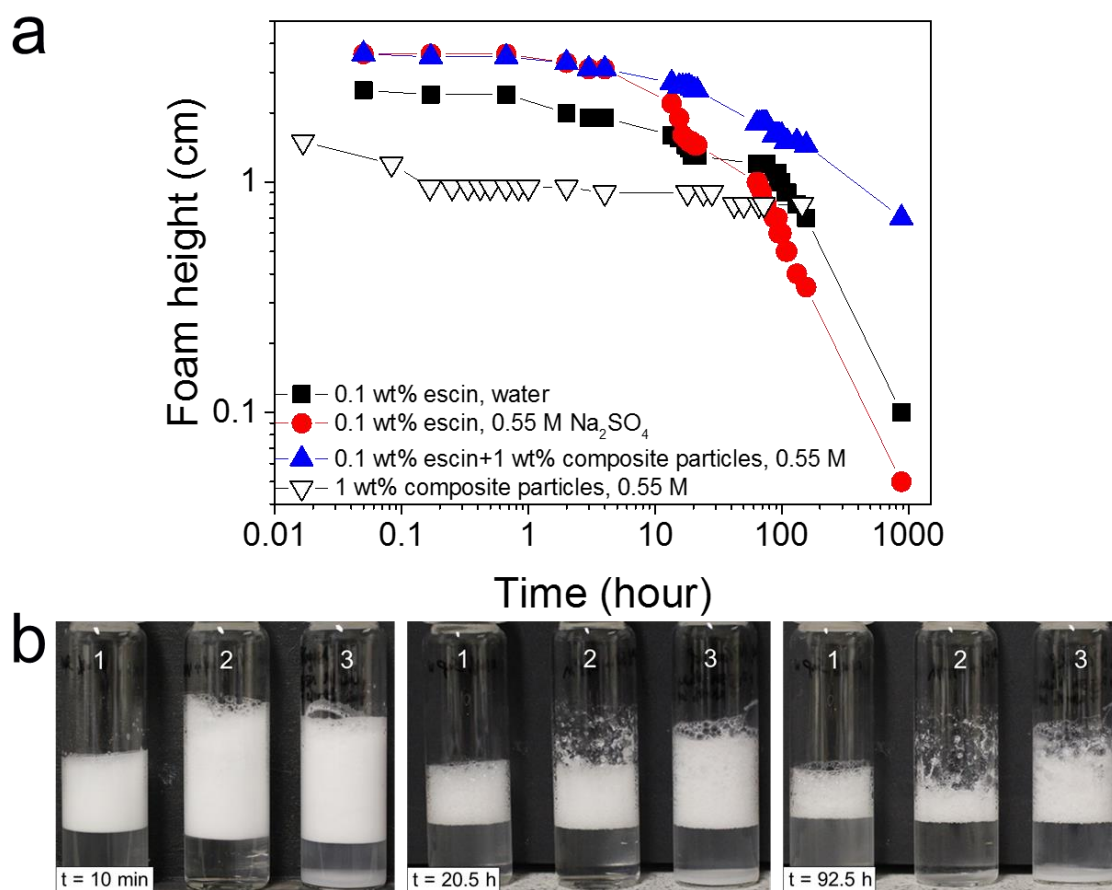 a
Foam height (cm)
1
0.1
0.1 wt% escin, water
0.1 wt% escin, 0.55 M Na₂SO₄
0.1 wt% escin+1 wt% composite particles, 0.55 M
1 wt% composite particles, 0.55 M
0.01 0.1 1 10 100 1000
Time (hour)
b
1 2 3
t = 10 min
1 2 3
t = 20.5 h
1 2 3
t = 92.5 h